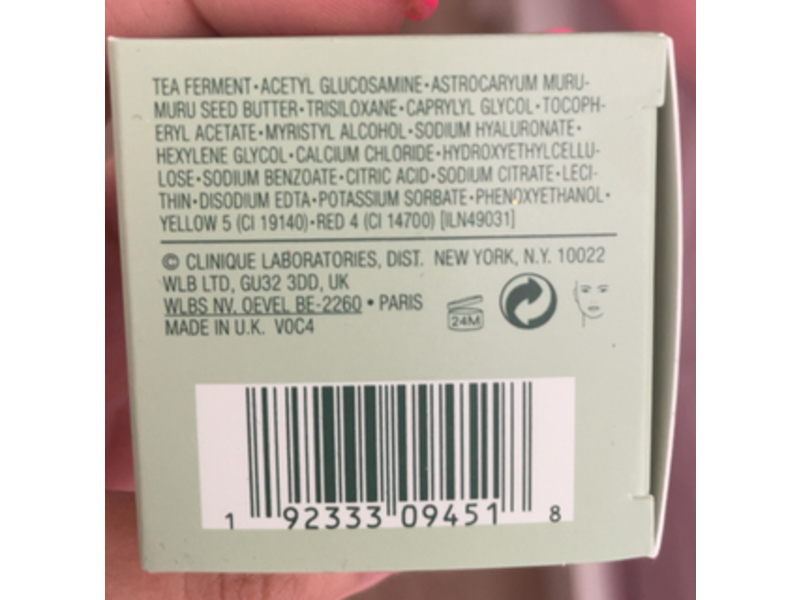 TEA FERMENT•ACETYL GLUCOSAMINE•ASTROCARYUM MURU-
MURU SEED BUTTER•TRISILOXANE•CAPRYLYL GLYCOL•TOCOPH-
ERYL ACETATE•MYRISTYL ALCOHOL•SODIUM HYALURONATE•
HEXYLENE GLYCOL•CALCIUM CHLORIDE•HYDROXYETHYLCELLU-
LOSE•SODIUM BENZOATE•CITRIC ACID•SODIUM CITRATE•LECI-
THIN•DISODIUM EDTA•POTASSIUM SORBATE•PHENOXYETHANOL•
YELLOW 5 (CI 19140)•RED 4 (CI 14700) [ILN49031]
© CLINIQUE LABORATORIES, DIST. NEW YORK, N.Y. 10022
WLB LTD, GU32 3DD, UK
WLBS NV. OEVEL BE-2260 • PARIS
MADE IN U.K. V0C4
24M
1 92333 09451 8